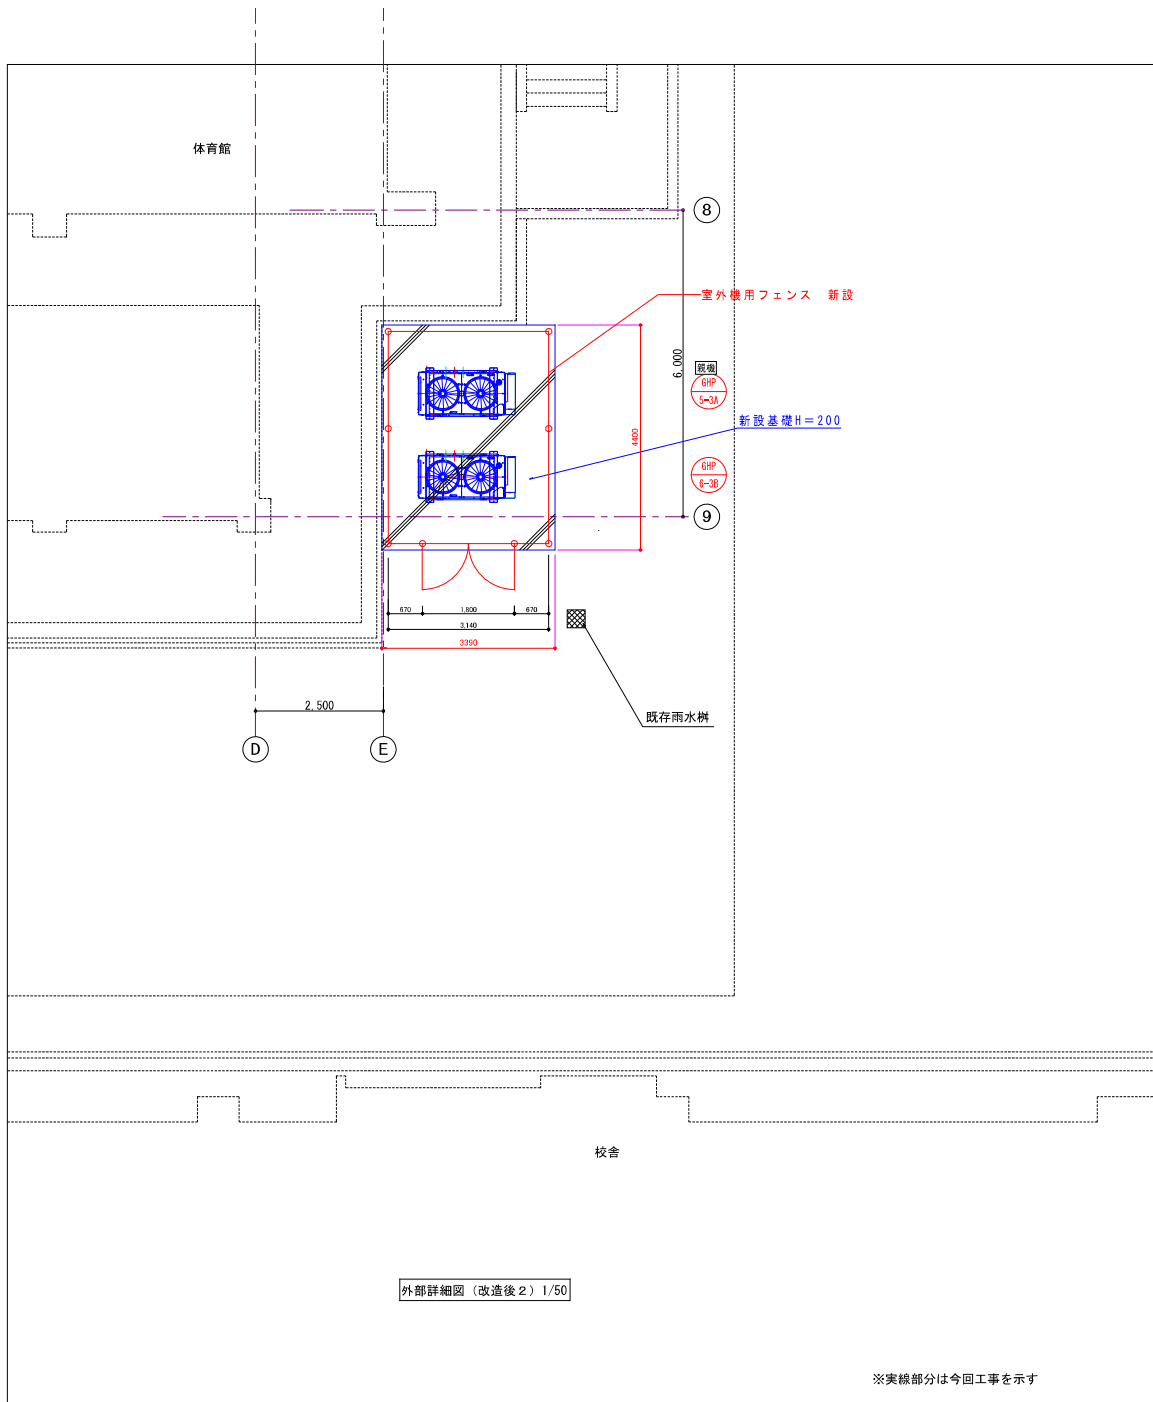 体育館
8
室外機用フェンス 新設
6,000
親機
GHP
5-3A
新設基礎H=200
4400
GHP
6-3B
9
670
1,800
670
3,140
3390
2,500
既存雨水桝
D
E
校舎
外部詳細図（改造後２）1/50
※実線部分は今回工事を示す